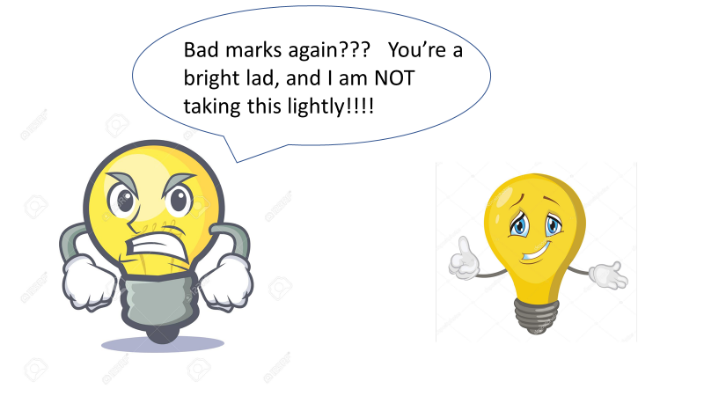 Bad marks again???   You’re a
bright lad, and I am NOT
taking this lightly!!!!